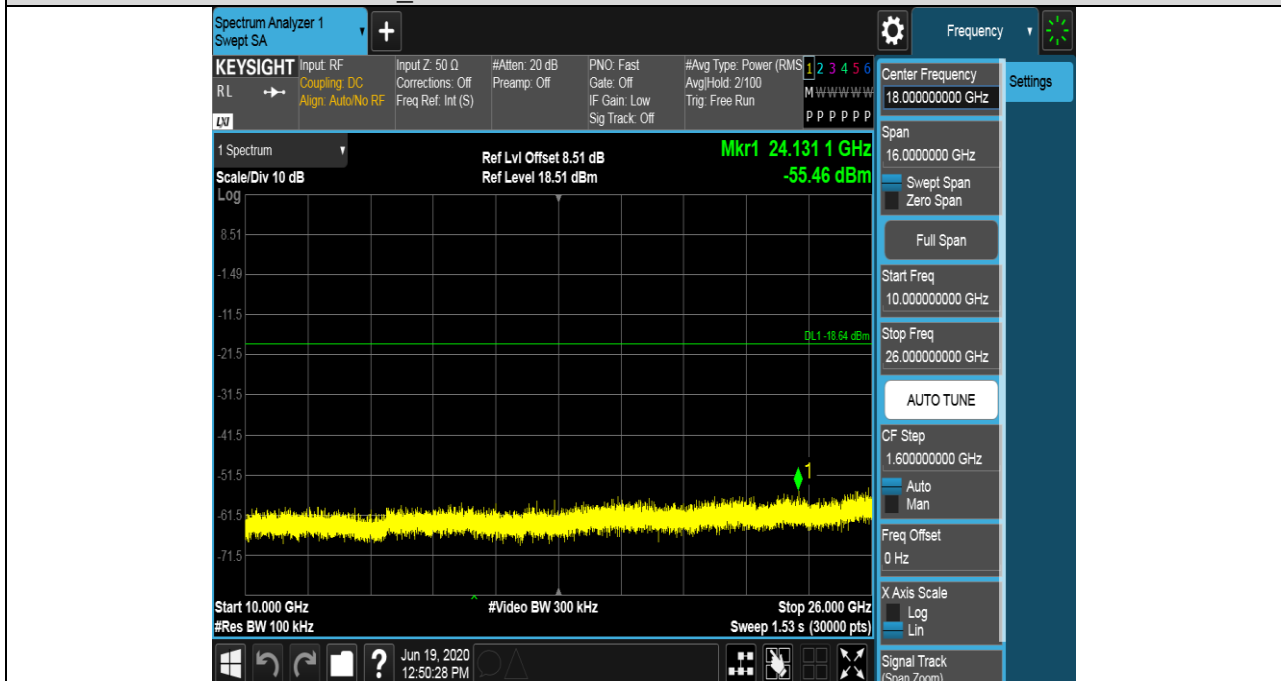 Spectrum Analyzer 1
Swept SA
+
Frequency
KEYSIGHT
RL
LXI
Input: RF
Coupling: DC
Align: Auto/No RF
Input Z: 50 Ω
Corrections: Off
Freq Ref: Int (S)
#Atten: 20 dB
Preamp: Off
PNO: Fast
Gate: Off
IF Gain: Low
Sig Track: Off
#Avg Type: Power (RMS
Avg|Hold: 2/100
Trig: Free Run
1 2 3 4 5 6
M W W W W W
P P P P P P
1 Spectrum
Scale/Div 10 dB
Ref Lvl Offset 8.51 dB
Ref Level 18.51 dBm
Mkr1 24.131 1 GHz
-55.46 dBm
Log
8.51
-1.49
-11.5
DL1 -18.64 dBm
-21.5
-31.5
-41.5
-51.5
1
-61.5
-71.5
Start 10.000 GHz
#Video BW 300 kHz
Stop 26.000 GHz
#Res BW 100 kHz
Sweep 1.53 s (30000 pts)
?
Jun 19, 2020
12:50:28 PM
Center Frequency
18.000000000 GHz
Settings
Span
16.0000000 GHz
Swept Span
Zero Span
Full Span
Start Freq
10.000000000 GHz
Stop Freq
26.000000000 GHz
AUTO TUNE
CF Step
1.600000000 GHz
Auto
Man
Freq Offset
0 Hz
X Axis Scale
Log
Lin
Signal Track
(Span Zoom)